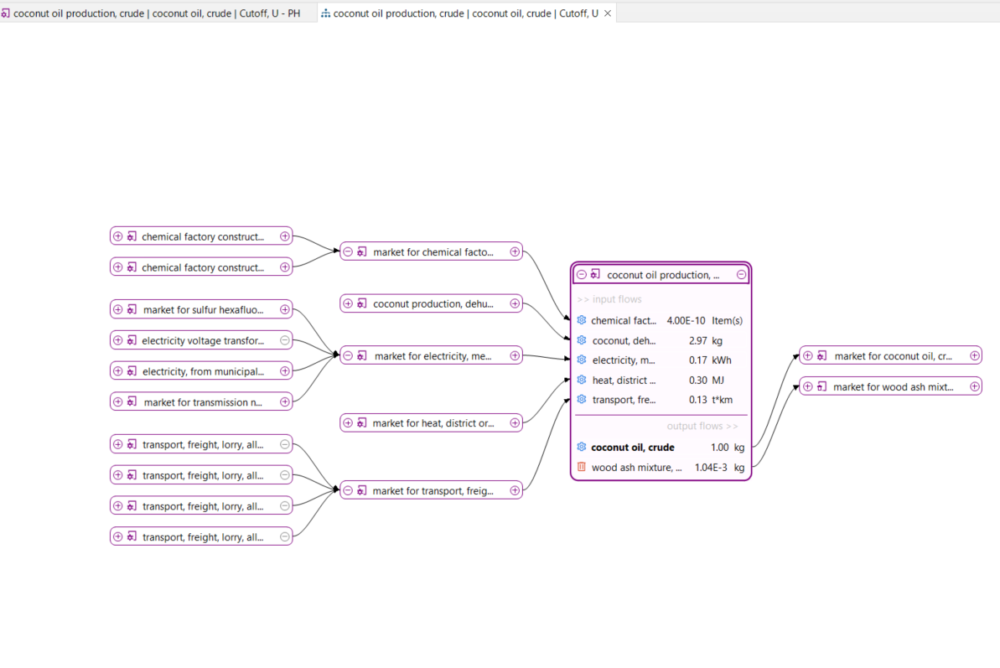 coconut oil production, crude | coconut oil, crude | Cutoff, U - PH
coconut oil production, crude | coconut oil, crude | Cutoff, U
chemical factory construct...
chemical factory construct...
market for sulfur hexafluo...
electricity voltage transfor...
electricity, from municipal...
market for transmission n...
transport, freight, lorry, all...
transport, freight, lorry, all...
transport, freight, lorry, all...
transport, freight, lorry, all...
market for chemical facto...
coconut production, dehu...
market for electricity, me...
market for heat, district or...
market for transport, freig...
coconut oil production, ...
>> input flows
chemical fact... 4.00E-10 Item(s)
coconut, deh... 2.97 kg
electricity, m... 0.17 kWh
heat, district ... 0.30 MJ
transport, fre... 0.13 t*km
output flows >>
coconut oil, crude 1.00 kg
wood ash mixture, ... 1.04E-3 kg
market for coconut oil, cr...
market for wood ash mixt...